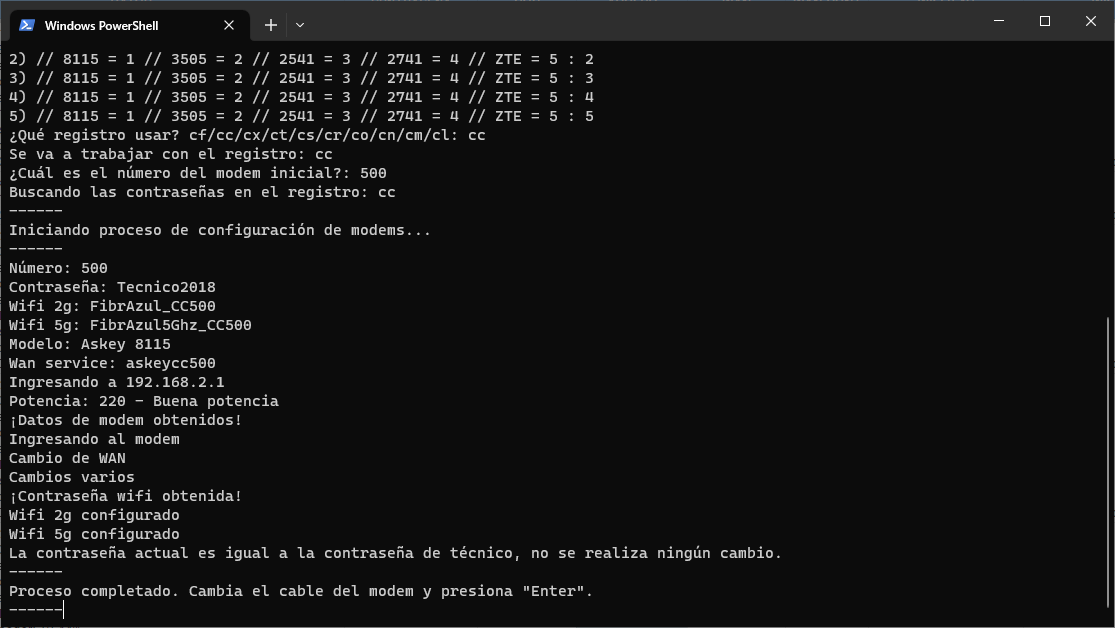 Windows PowerShell
2) // 8115 = 1 // 3505 = 2 // 2541 = 3 // 2741 = 4 // ZTE = 5 : 2
3) // 8115 = 1 // 3505 = 2 // 2541 = 3 // 2741 = 4 // ZTE = 5 : 3
4) // 8115 = 1 // 3505 = 2 // 2541 = 3 // 2741 = 4 // ZTE = 5 : 4
5) // 8115 = 1 // 3505 = 2 // 2541 = 3 // 2741 = 4 // ZTE = 5 : 5
¿Qué registro usar? cf/cc/cx/ct/cs/cr/co/cn/cm/cl: cc
Se va a trabajar con el registro: cc
¿Cuál es el número del modem inicial?: 500
Buscando las contraseñas en el registro: cc
------
Iniciando proceso de configuración de modems...
------
Número: 500
Contraseña: Tecnico2018
Wifi 2g: FibrAzul_CC500
Wifi 5g: FibrAzul5Ghz_CC500
Modelo: Askey 8115
Wan service: askeycc500
Ingresando a 192.168.2.1
Potencia: 220 - Buena potencia
¡Datos de modem obtenidos!
Ingresando al modem
Cambio de WAN
Cambios varios
¡Contraseña wifi obtenida!
Wifi 2g configurado
Wifi 5g configurado
La contraseña actual es igual a la contraseña de técnico, no se realiza ningún cambio.
------
Proceso completado. Cambia el cable del modem y presiona "Enter".
------